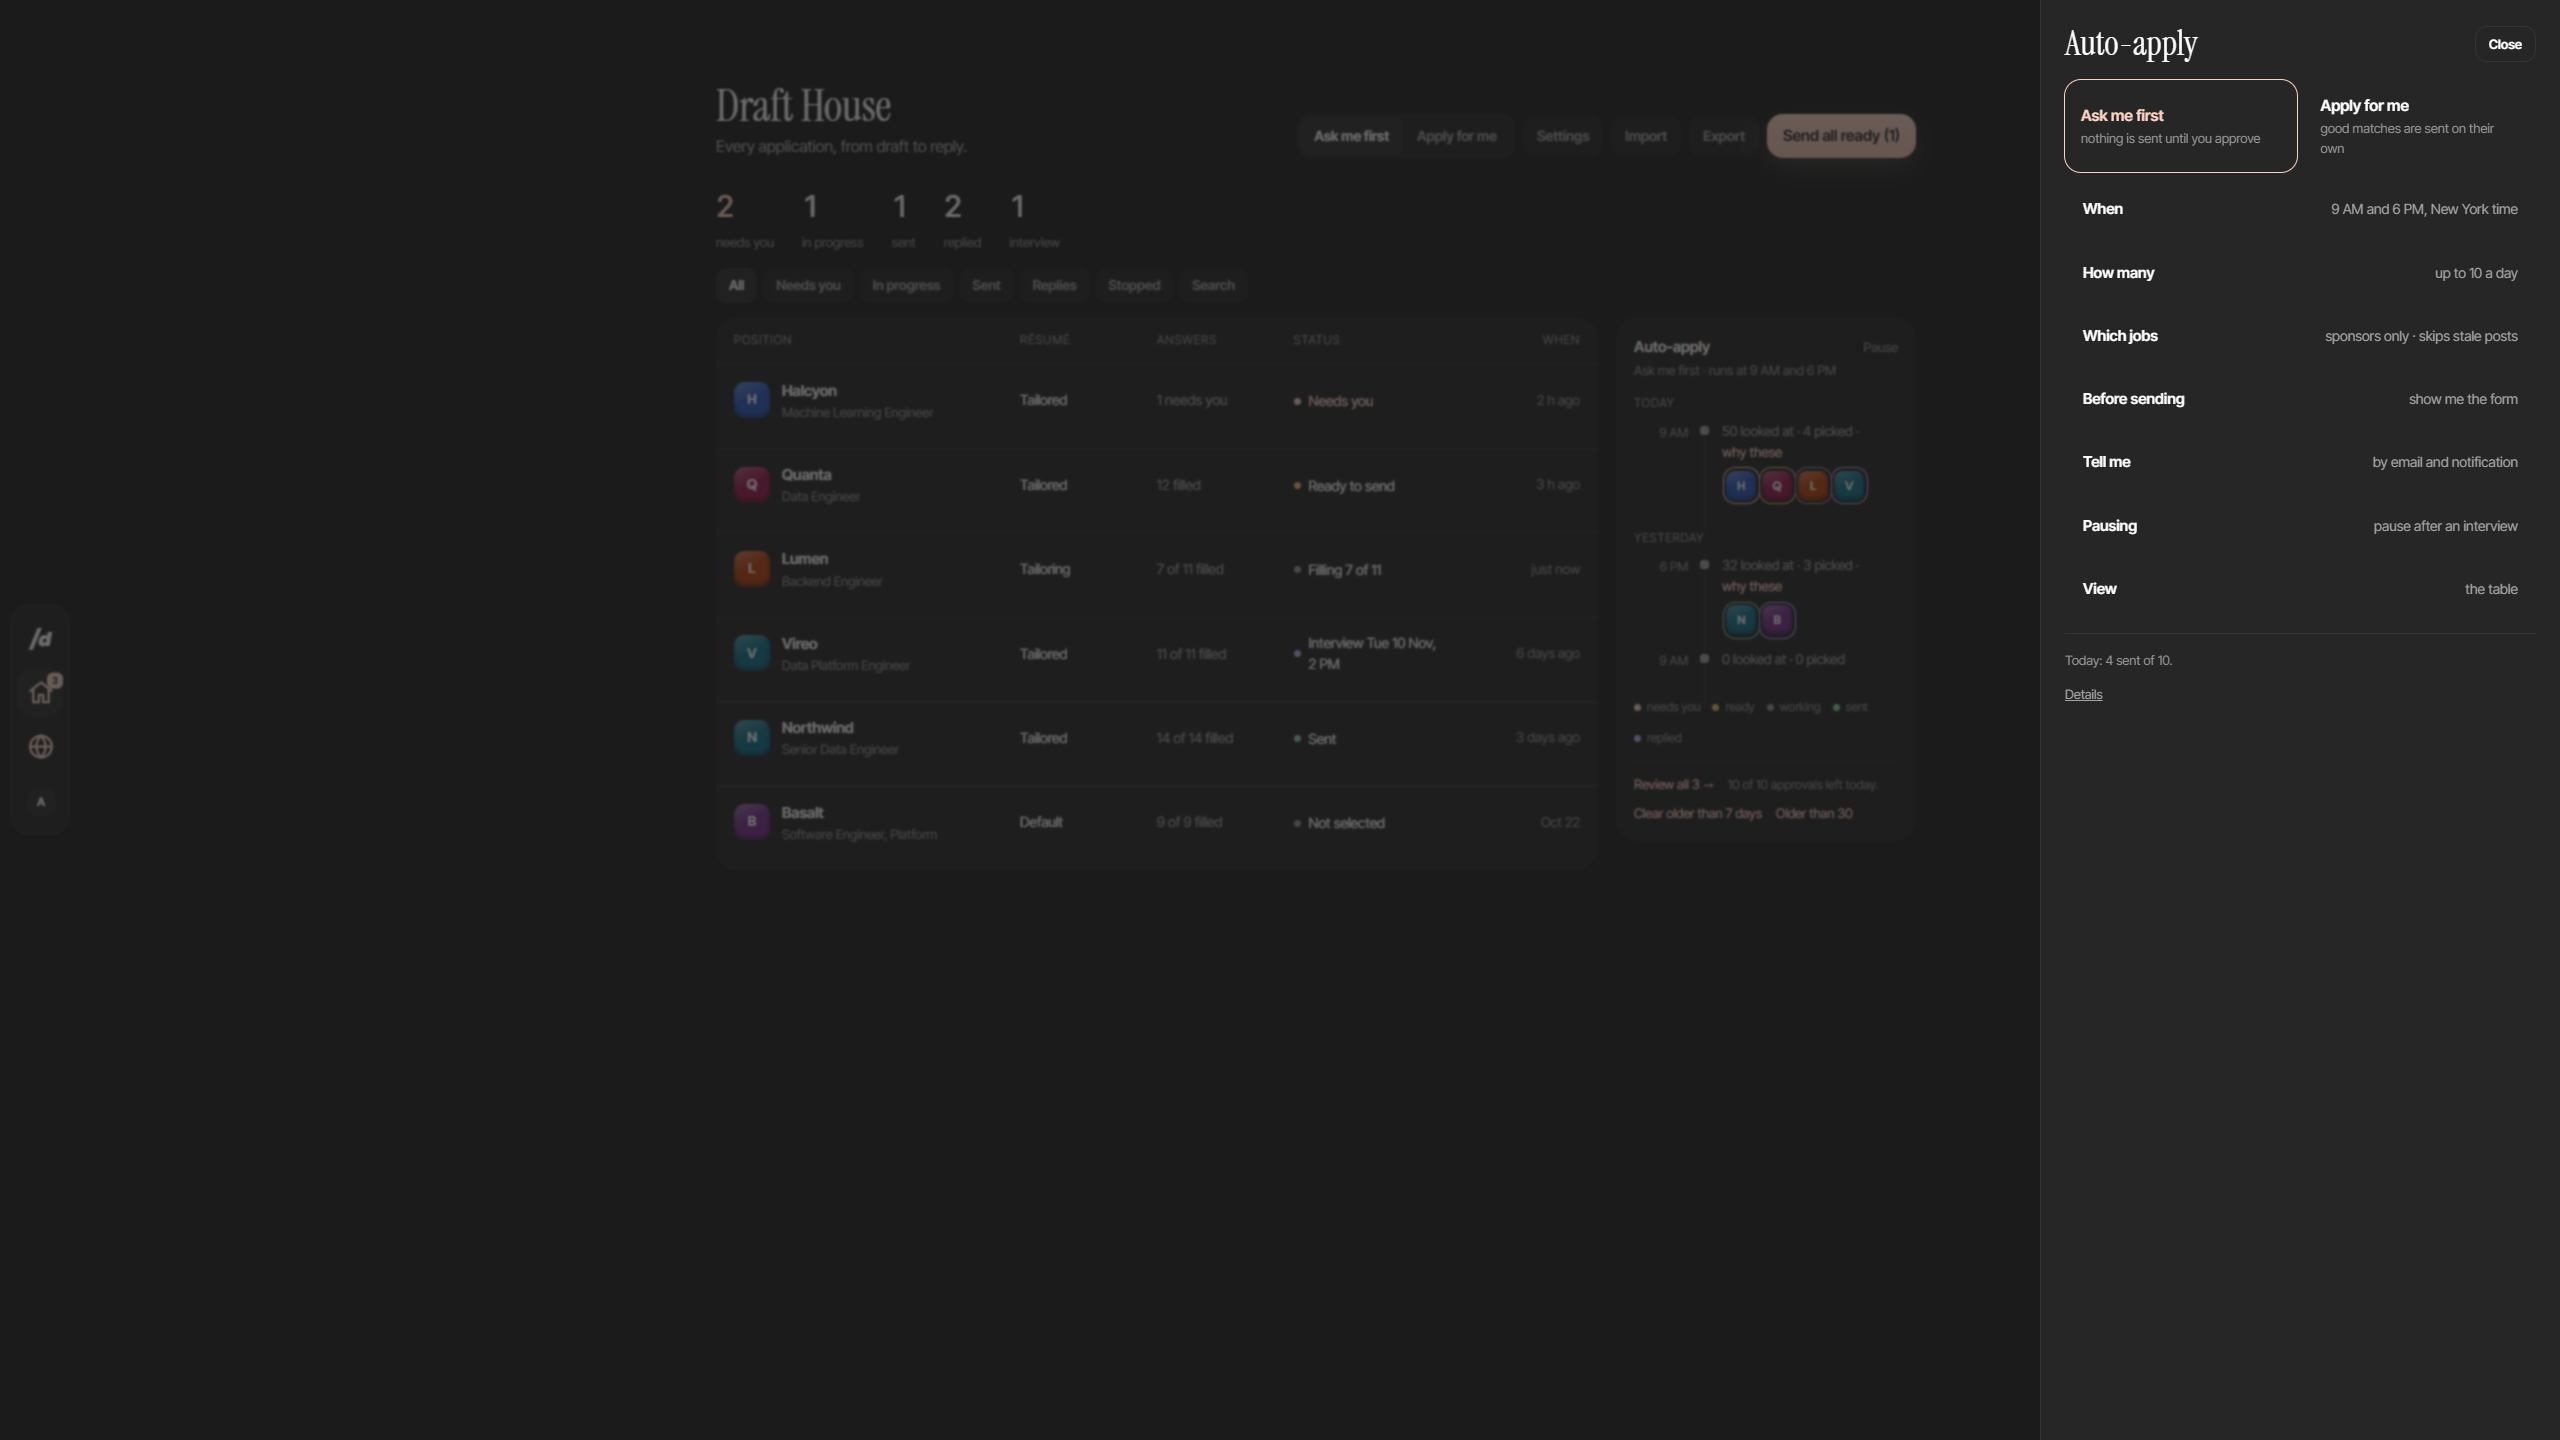 Auto-apply
Close
Ask me first
nothing is sent until you approve
Apply for me
good matches are sent on their
own
When 9 AM and 6 PM, New York time
How many up to 10 a day
Which jobs sponsors only · skips stale posts
Before sending show me the form
Tell me by email and notification
Pausing pause after an interview
View the table
Today: 4 sent of 10.
Details
Draft House
Every application, from draft to reply.
Ask me first Apply for me Settings Import Export Send all ready (1)
2 1 1 2 1
needs you in progress sent replied interview
All Needs you In progress Sent Replies Stopped Search
POSITION RÉSUMÉ ANSWERS STATUS WHEN
H Halcyon Tailored 1 needs you Needs you 2 h ago
Machine Learning Engineer
Q Quanta Tailored 12 filled Ready to send 3 h ago
Data Engineer
L Lumen Tailoring 7 of 11 filled Filling 7 of 11 just now
Backend Engineer
V Vireo Tailored 11 of 11 filled Interview Tue 10 Nov, 6 days ago
Data Platform Engineer 2 PM
N Northwind Tailored 14 of 14 filled Sent 3 days ago
Senior Data Engineer
B Basalt Default 9 of 9 filled Not selected Oct 22
Software Engineer, Platform
Auto-apply Pause
Ask me first · runs at 9 AM and 6 PM
TODAY
9 AM 50 looked at · 4 picked ·
why these
H Q L V
YESTERDAY
6 PM 32 looked at · 3 picked ·
why these
N B
9 AM 0 looked at · 0 picked
needs you ready working sent
replied
Review all 3 → 10 of 10 approvals left today.
Clear older than 7 days Older than 30
/d
A